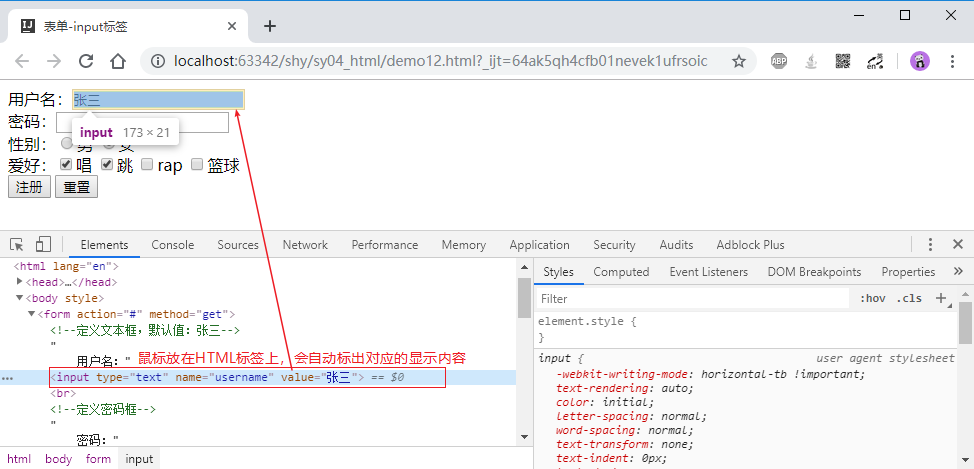 表单-input标签
localhost:63342/shy/sy04_html/demo12.html?_ijt=64ak5qh4cfb01nevek1ufrsoic
ABP
en
用户名：张三
密码：
input 173 × 21
性别： 男 女
爱好： 唱 跳 rap 篮球
注册 重置
Elements Console Sources Network Performance Memory Application Security Audits Adblock Plus
<html lang="en">
<head>…</head>
<body style>
<form action="#" method="get">
<!--定义文本框，默认值：张三-->
"
用户名：" 鼠标放在HTML标签上，会自动标出对应的显示内容
<input type="text" name="username" value="张三"> == $0
<br>
<!--定义密码框-->
"
密码："
html body form input
Styles Computed Event Listeners DOM Breakpoints Properties »
Filter :hov .cls +
element.style {
}
input { user agent stylesheet
-webkit-writing-mode: horizontal-tb !important;
text-rendering: auto;
color: initial;
letter-spacing: normal;
word-spacing: normal;
text-transform: none;
text-indent: 0px;